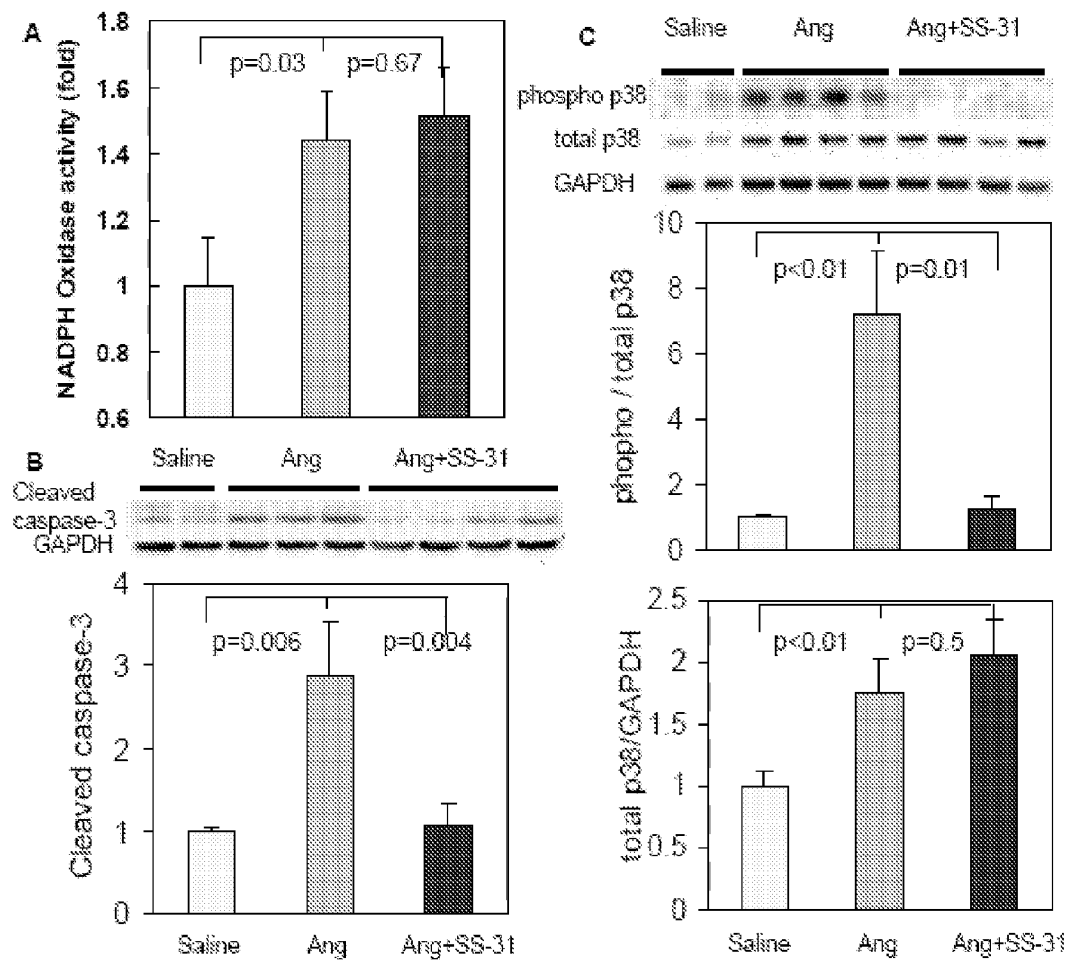 A
NADPH Oxidase activity (fold)
1.8
1.6
1.4
1.2
1
0.8
0.6
p=0.03
p=0.67
B
Saline
Ang
Ang+SS-31
Cleaved
caspase-3
GAPDH
Cleaved caspase-3
4
3
2
1
0
p=0.006
p=0.004
Saline
Ang
Ang+SS-31
C
Saline
Ang
Ang+SS-31
phospho p38
total p38
GAPDH
phopho / total p38
10
8
6
4
2
0
p<0.01
p=0.01
total p38/GAPDH
2.5
2
1.5
1
0.5
0
p<0.01
p=0.5
Saline
Ang
Ang+SS-31